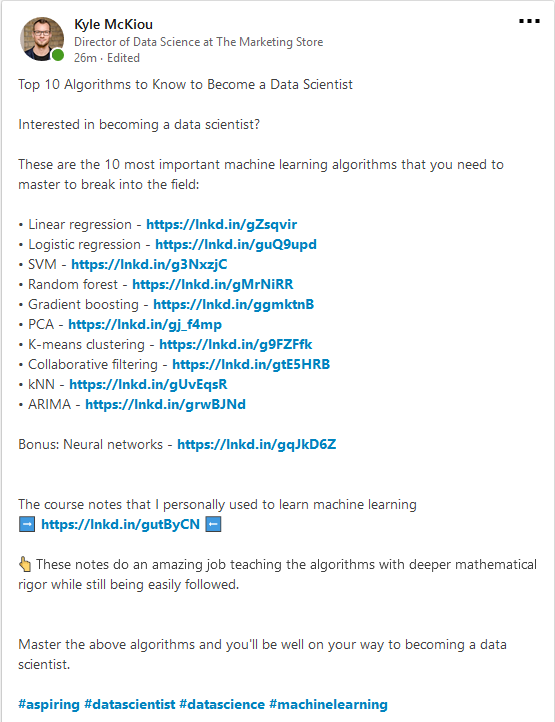 Kyle McKiou
Director of Data Science at The Marketing Store
26m · Edited
Top 10 Algorithms to Know to Become a Data Scientist
Interested in becoming a data scientist?
These are the 10 most important machine learning algorithms that you need to
master to break into the field:
• Linear regression - https://lnkd.in/gZsqvir
• Logistic regression - https://lnkd.in/guQ9upd
• SVM - https://lnkd.in/g3NxzjC
• Random forest - https://lnkd.in/gMrNiRR
• Gradient boosting - https://lnkd.in/ggmktnB
• PCA - https://lnkd.in/gj_f4mp
• K-means clustering - https://lnkd.in/g9FZFfk
• Collaborative filtering - https://lnkd.in/gtE5HRB
• kNN - https://lnkd.in/gUvEqsR
• ARIMA - https://lnkd.in/grwBJNd
Bonus: Neural networks - https://lnkd.in/gqJkD6Z
The course notes that I personally used to learn machine learning
➡ https://lnkd.in/gutByCN ⬅
👆 These notes do an amazing job teaching the algorithms with deeper mathematical
rigor while still being easily followed.
Master the above algorithms and you'll be well on your way to becoming a data
scientist.
#aspiring #datascientist #datascience #machinelearning